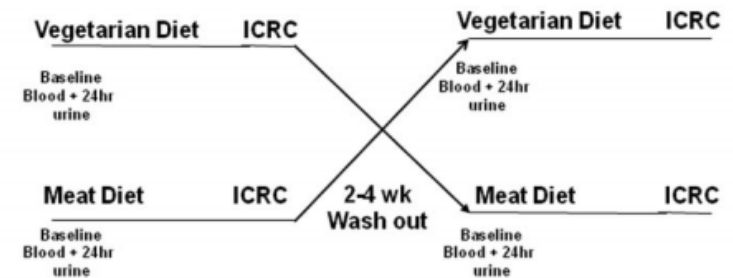 Vegetarian Diet ICRC
Baseline
Blood + 24hr
urine
Vegetarian Diet ICRC
Baseline
Blood + 24hr
urine
Meat Diet ICRC
Baseline
Blood + 24hr
urine
2-4 wk
Wash out
Meat Diet ICRC
Baseline
Blood + 24hr
urine